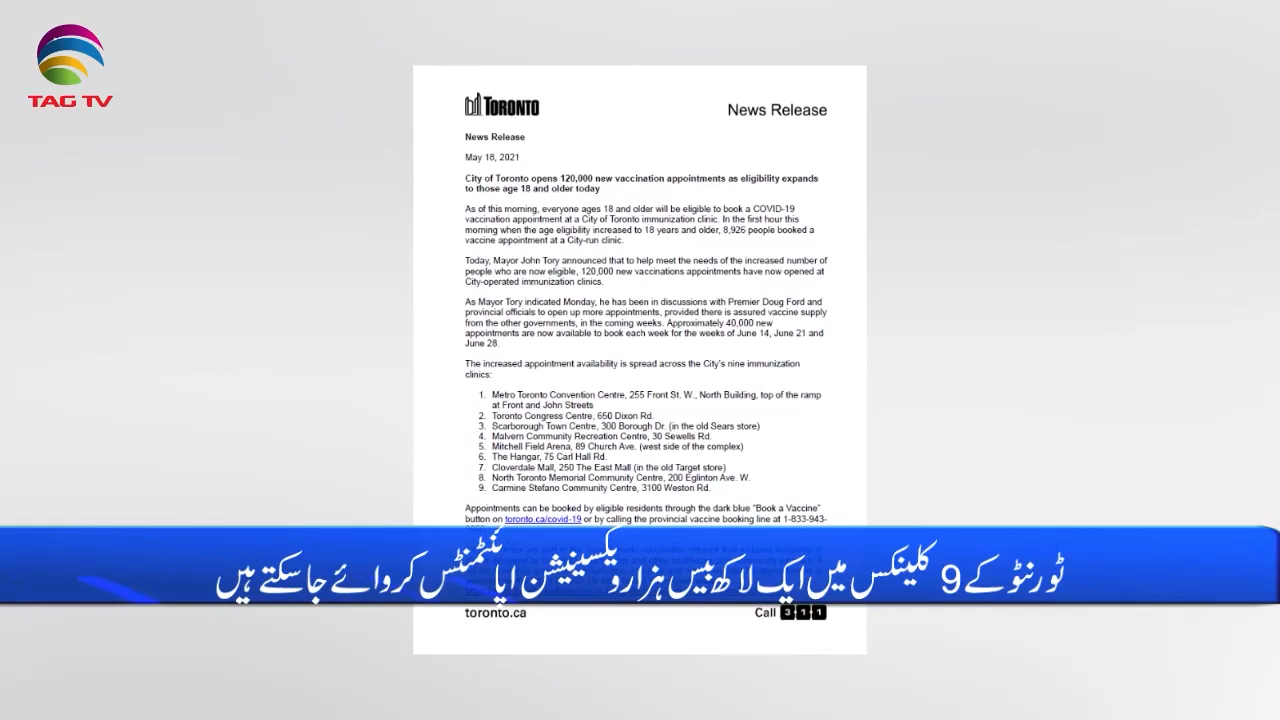 TAG TV
TORONTO
News Release
News Release
May 18, 2021
City of Toronto opens 120,000 new vaccination appointments as eligibility expands
to those age 18 and older today
As of this morning, everyone ages 18 and older will be eligible to book a COVID-19
vaccination appointment at a City of Toronto immunization clinic. In the first hour this
morning when the age eligibility increased to 18 years and older, 8,926 people booked a
vaccine appointment at a City-run clinic.
Today, Mayor John Tory announced that to help meet the needs of the increased number of
people who are now eligible, 120,000 new vaccinations appointments have now opened at
City-operated immunization clinics.
As Mayor Tory indicated Monday, he has been in discussions with Premier Doug Ford and
provincial officials to open up more appointments, provided there is assured vaccine supply
from the other governments, in the coming weeks. Approximately 40,000 new
appointments are now available to book each week for the weeks of June 14, June 21 and
June 28.
The increased appointment availability is spread across the City's nine immunization
clinics:
1. Metro Toronto Convention Centre, 255 Front St. W., North Building, top of the ramp
at Front and John Streets
2. Toronto Congress Centre, 650 Dixon Rd.
3. Scarborough Town Centre, 300 Borough Dr. (in the old Sears store)
4. Malvern Community Recreation Centre, 30 Sewells Rd.
5. Mitchell Field Arena, 89 Church Ave. (west side of the complex)
6. The Hangar, 75 Carl Hall Rd.
7. Cloverdale Mall, 250 The East Mall (in the old Target store)
8. North Toronto Memorial Community Centre, 200 Eglinton Ave. W.
9. Carmine Stefano Community Centre, 3100 Weston Rd.
Appointments can be booked by eligible residents through the dark blue "Book a Vaccine"
button on toronto.ca/covid-19 or by calling the provincial vaccine booking line at 1-833-943-
ٹورنٹو کے 9 کلینکس میں ایک لاکھ بیس ہزار ویکسینیشن اپائنٹمنٹس کروائے جاسکتے ہیں
toronto.ca
Call 3 1 1